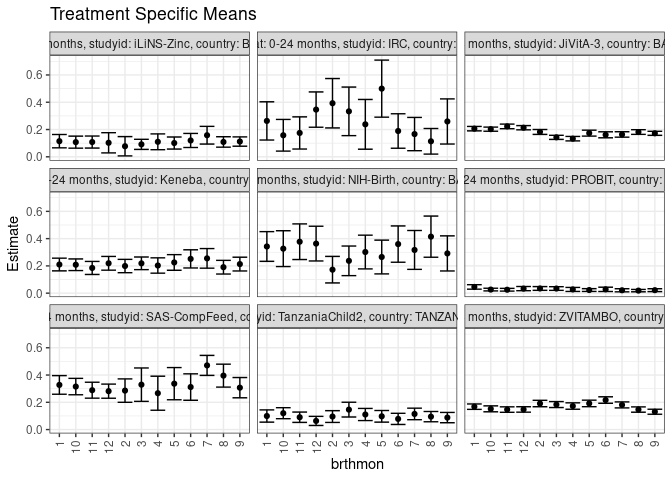 Treatment Specific Means
months, studyid: iLiNS-Zinc, country: B
t: 0-24 months, studyid: IRC, country:
months, studyid: JiVitA-3, country: BA
0.6
0.4
0.2
0.0
-24 months, studyid: Keneba, country
months, studyid: NIH-Birth, country: BA
24 months, studyid: PROBIT, country:
0.6
0.4
0.2
0.0
months, studyid: SAS-CompFeed, co
yid: TanzaniaChild2, country: TANZAN
months, studyid: ZVITAMBO, country
0.6
0.4
0.2
0.0
1 10 11 12 2 3 4 5 6 7 8 9
1 10 11 12 2 3 4 5 6 7 8 9
1 10 11 12 2 3 4 5 6 7 8 9
Estimate
brthmon